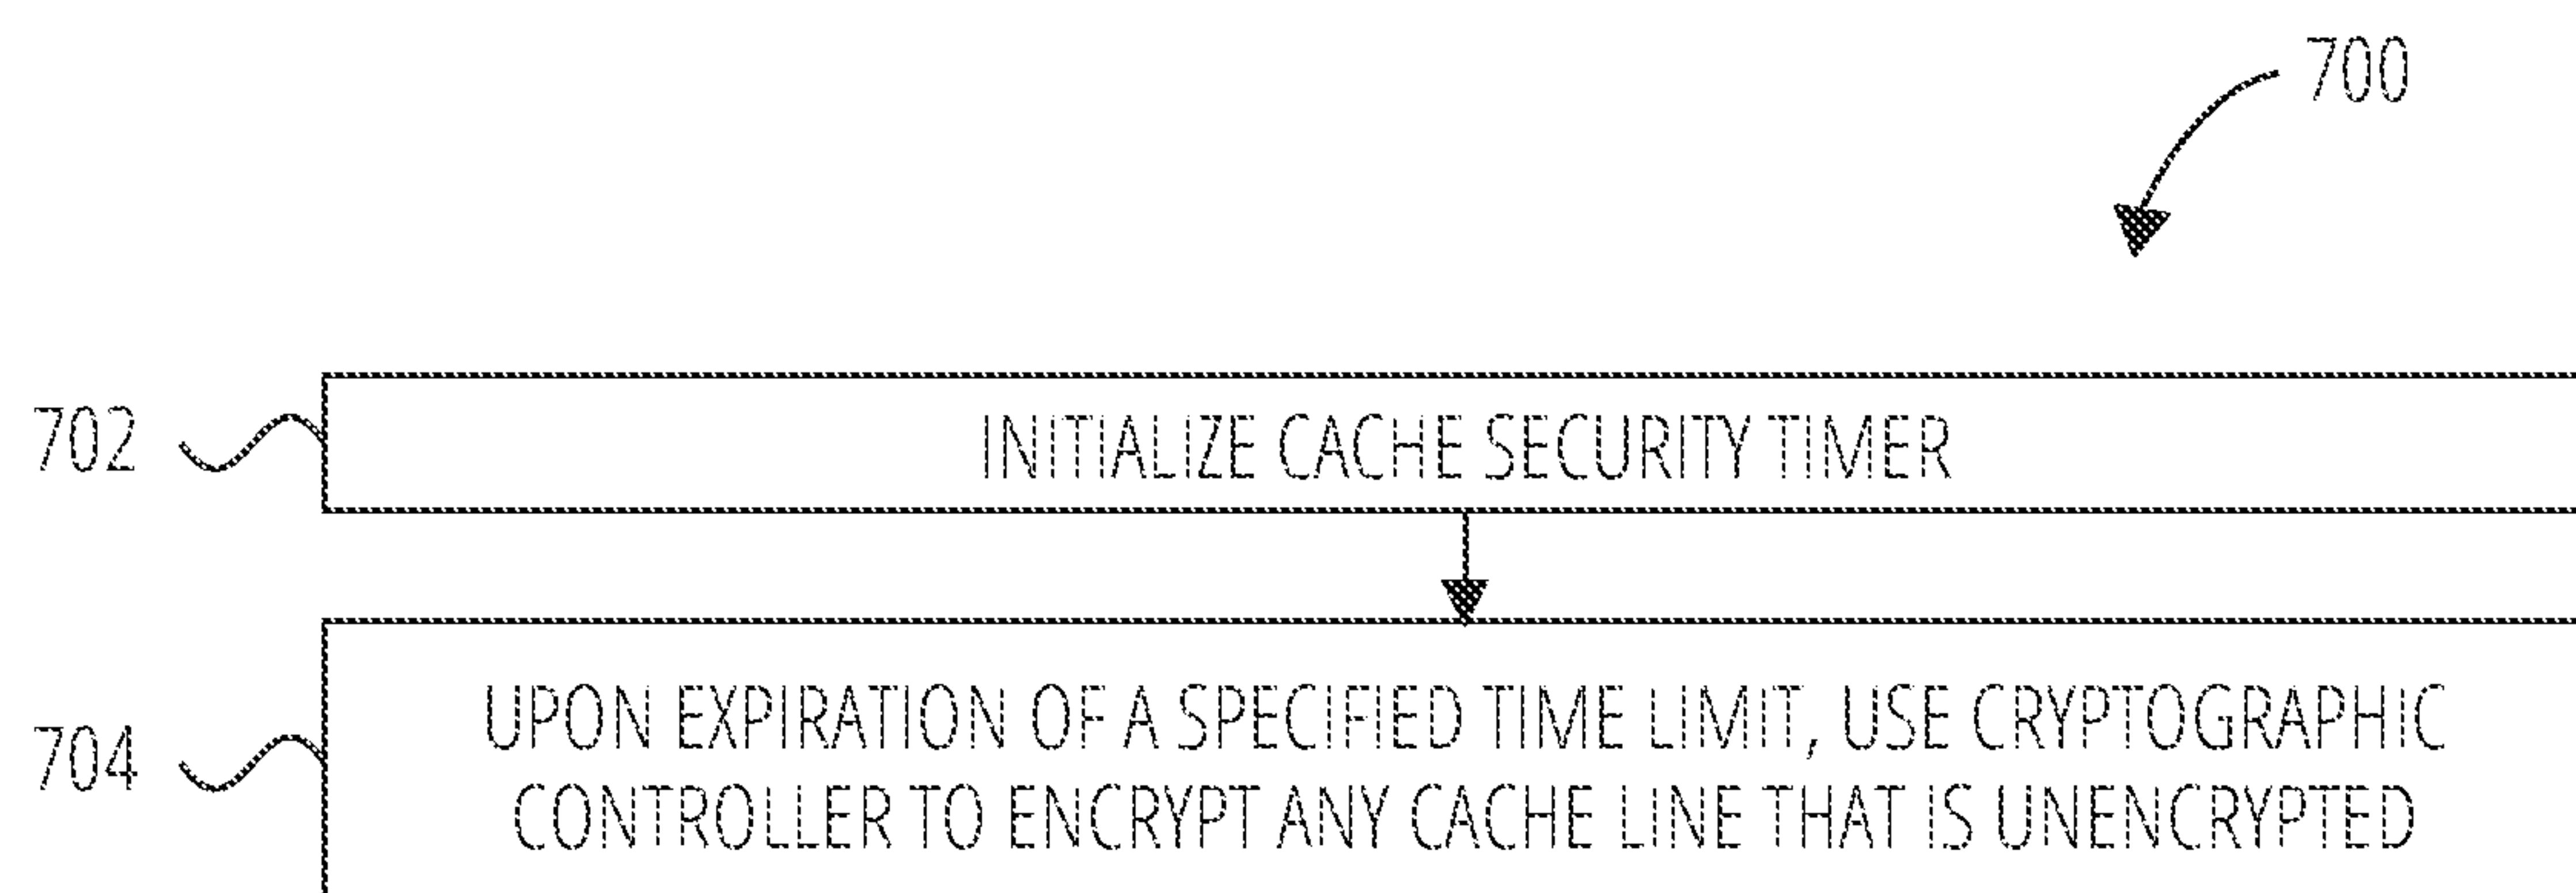 700
702
INITIALIZE CACHE SECURITY TIMER
704
UPON EXPIRATION OF A SPECIFIED TIME LIMIT, USE CRYPTOGRAPHIC
CONTROLLER TO ENCRYPT ANY CACHE LINE THAT IS UNENCRYPTED